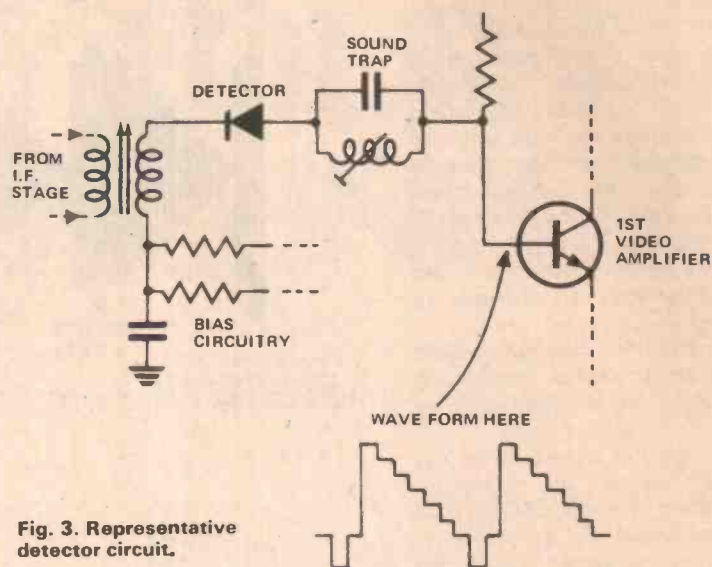 SOUND
TRAP
DETECTOR
FROM
I.F.
STAGE
1ST
VIDEO
AMPLIFIER
BIAS
CIRCUITRY
WAVE FORM HERE
Fig. 3. Representative
detector circuit.